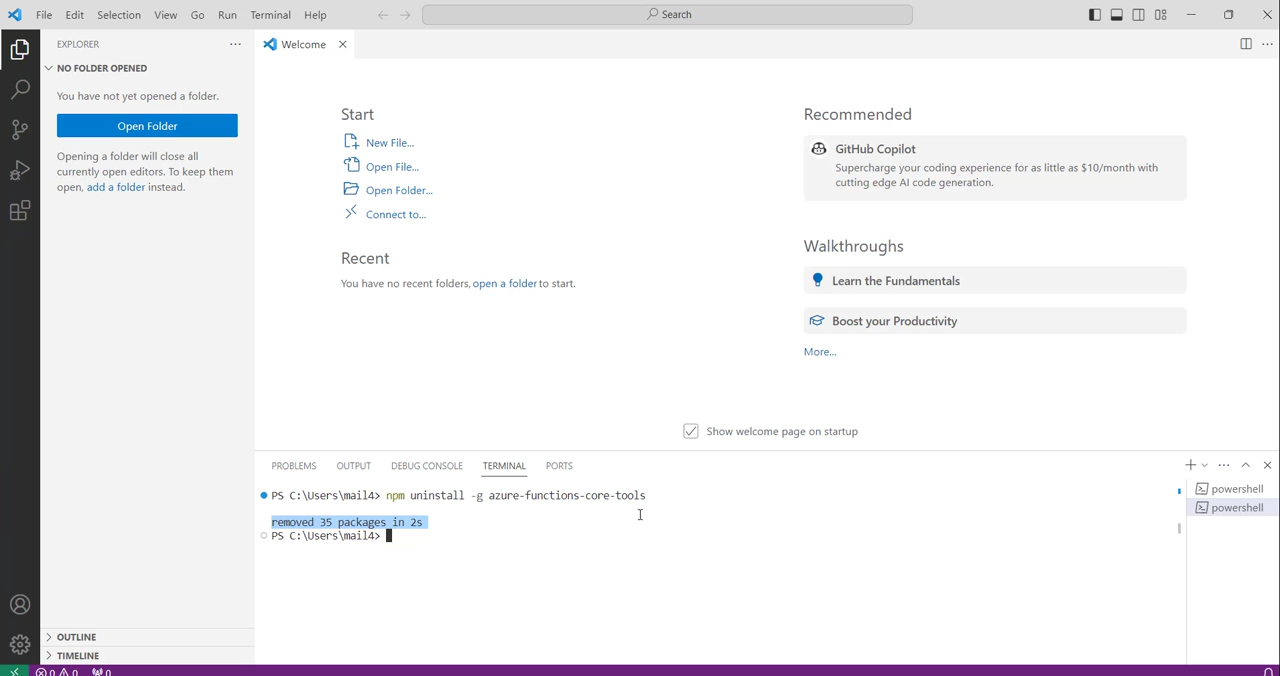 File Edit Selection View Go Run Terminal Help
Search
EXPLORER
NO FOLDER OPENED
You have not yet opened a folder.
Open Folder
Opening a folder will close all
currently open editors. To keep them
open, add a folder instead.
OUTLINE
TIMELINE
Welcome
Start
New File...
Open File...
Open Folder...
Connect to...
Recent
You have no recent folders, open a folder to start.
Recommended
GitHub Copilot
Supercharge your coding experience for as little as $10/month with
cutting edge AI code generation.
Walkthroughs
Learn the Fundamentals
Boost your Productivity
More...
Show welcome page on startup
PROBLEMS OUTPUT DEBUG CONSOLE TERMINAL PORTS
PS C:\Users\mail4> npm uninstall -g azure-functions-core-tools
removed 35 packages in 2s
PS C:\Users\mail4>
powershell
powershell
0 0 0